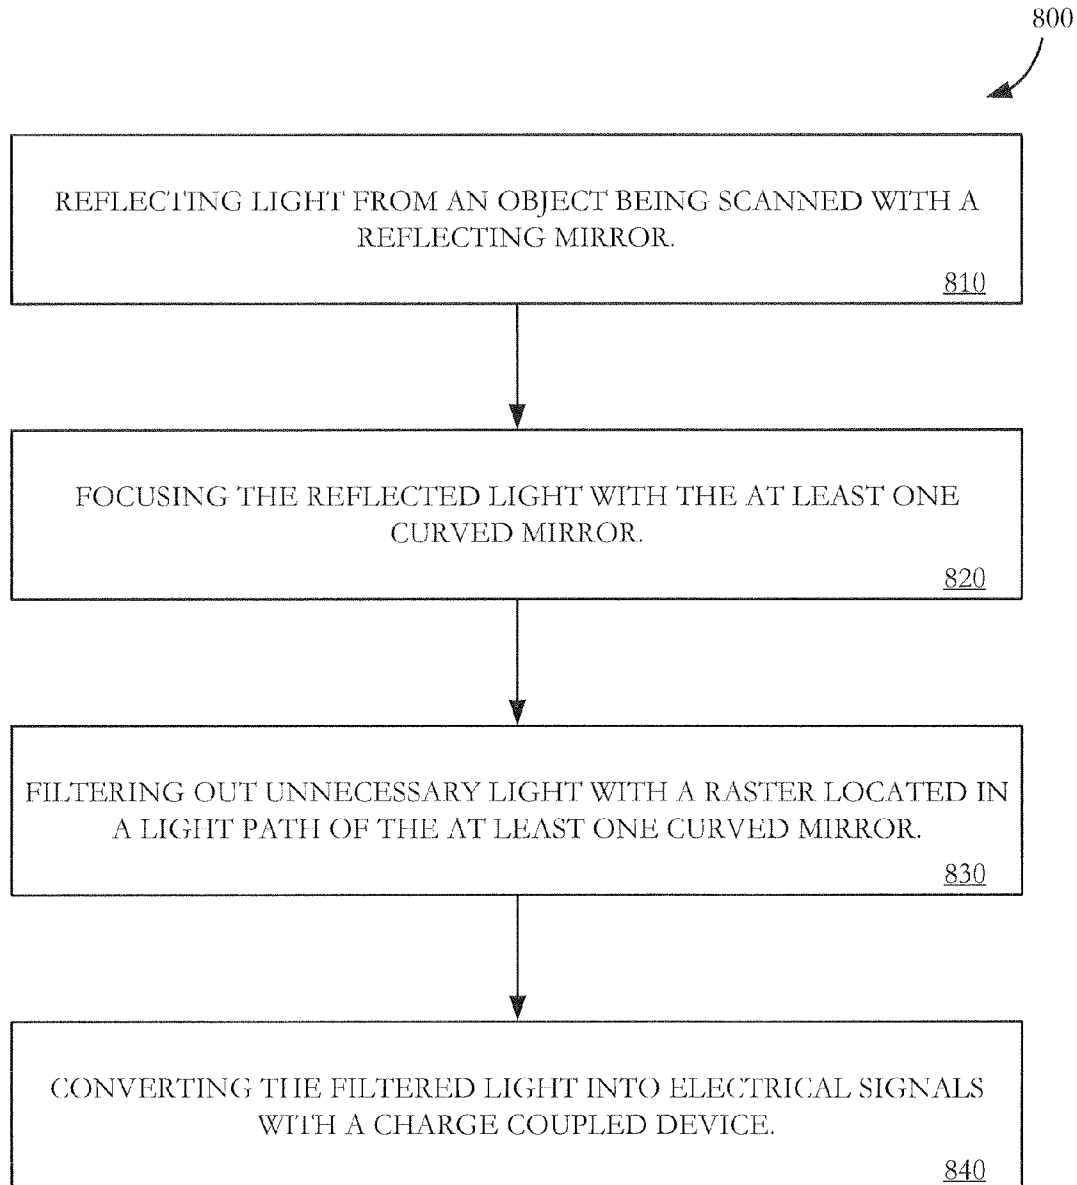 800
REFLECTING LIGHT FROM AN OBJECT BEING SCANNED WITH A
REFLECTING MIRROR.
810
FOCUSING THE REFLECTED LIGHT WITH THE AT LEAST ONE
CURVED MIRROR.
820
FILTERING OUT UNNECESSARY LIGHT WITH A RASTER LOCATED IN
A LIGHT PATH OF THE AT LEAST ONE CURVED MIRROR.
830
CONVERTING THE FILTERED LIGHT INTO ELECTRICAL SIGNALS
WITH A CHARGE COUPLED DEVICE.
840